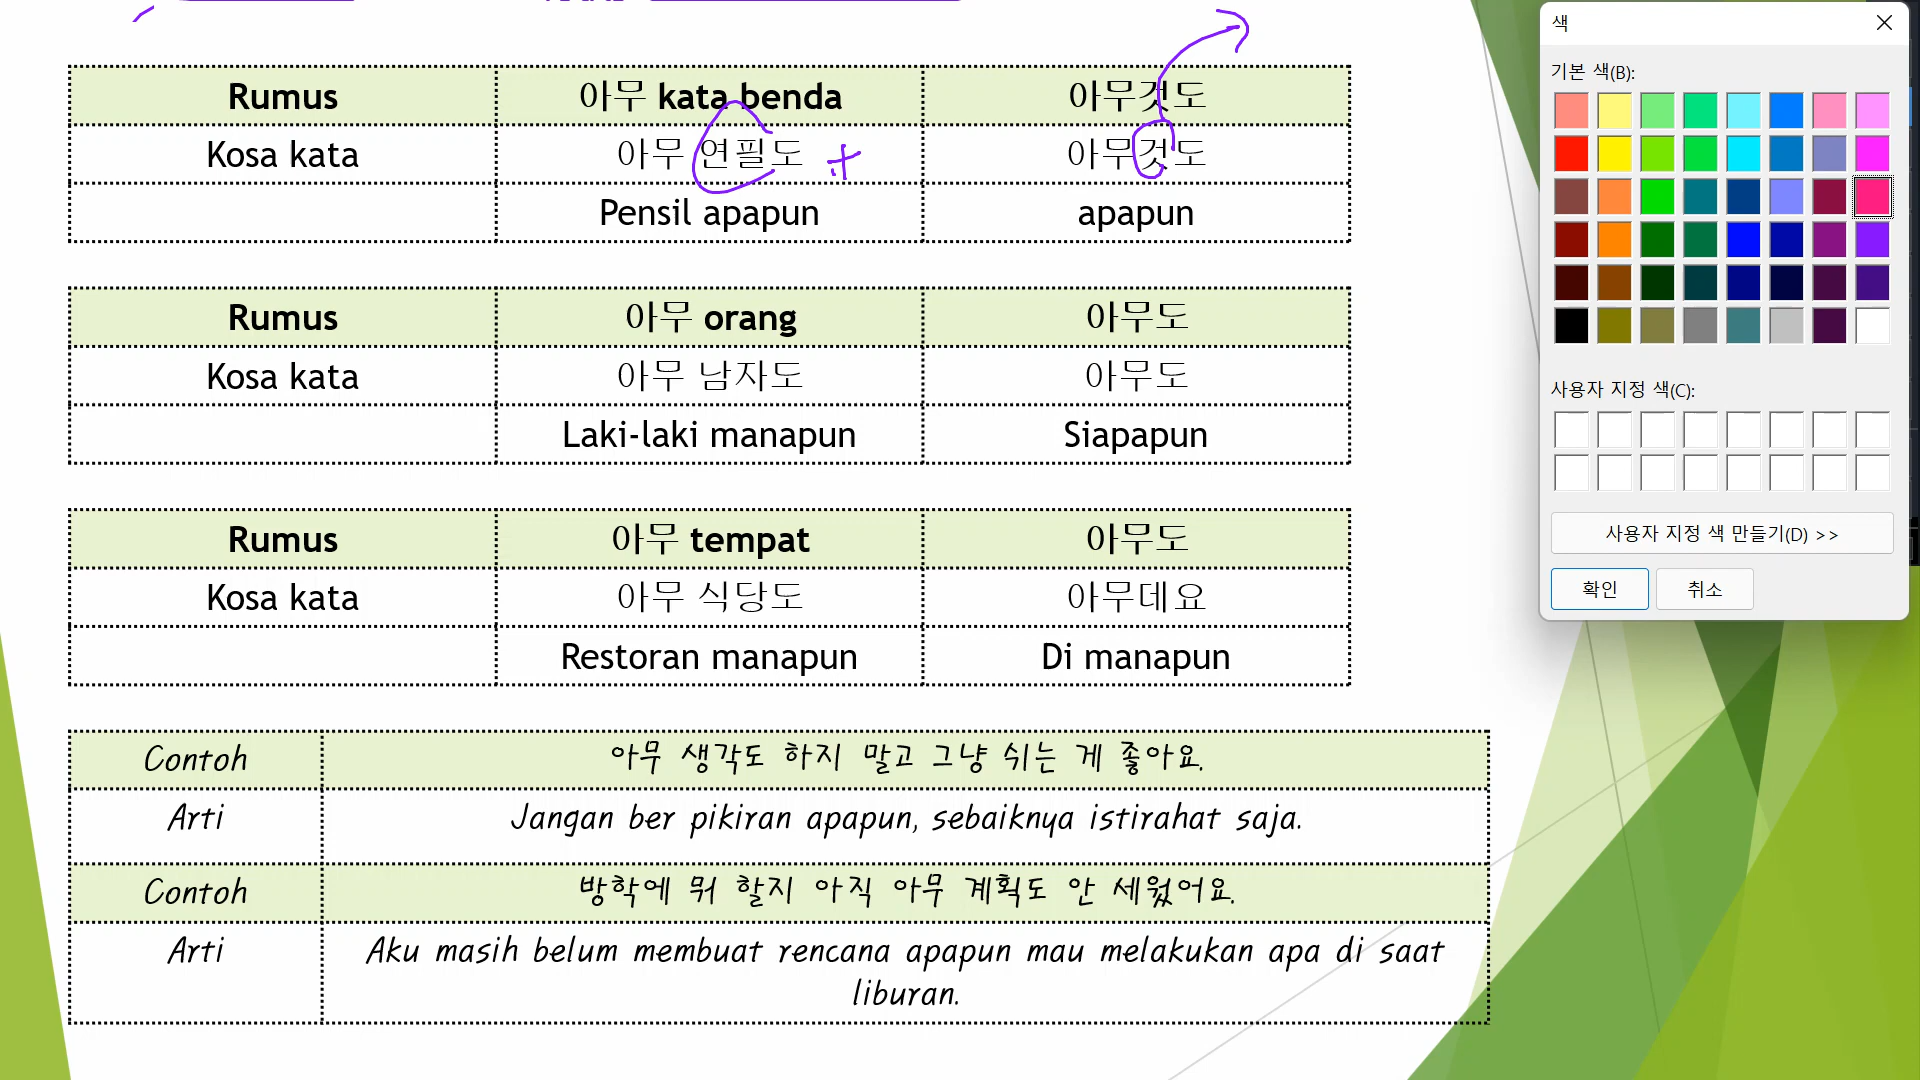 Rumus 아무 kata benda 아무것도
Kosa kata 아무 연필도 + 아무것도
Pensil apapun apapun
Rumus 아무 orang 아무도
Kosa kata 아무 남자도 아무도
Laki-laki manapun Siapapun
Rumus 아무 tempat 아무도
Kosa kata 아무 식당도 아무데요
Restoran manapun Di manapun
Contoh 아무 생각도 하지 말고 그냥 쉬는 게 좋아요.
Arti Jangan ber pikiran apapun, sebaiknya istirahat saja.
Contoh 방학에 뭐 할지 아직 아무 계획도 안 세웠어요.
Arti Aku masih belum membuat rencana apapun mau melakukan apa di saat
liburan.
색
기본 색(B):
사용자 지정 색(C):
사용자 지정 색 만들기(D) >>
확인 취소